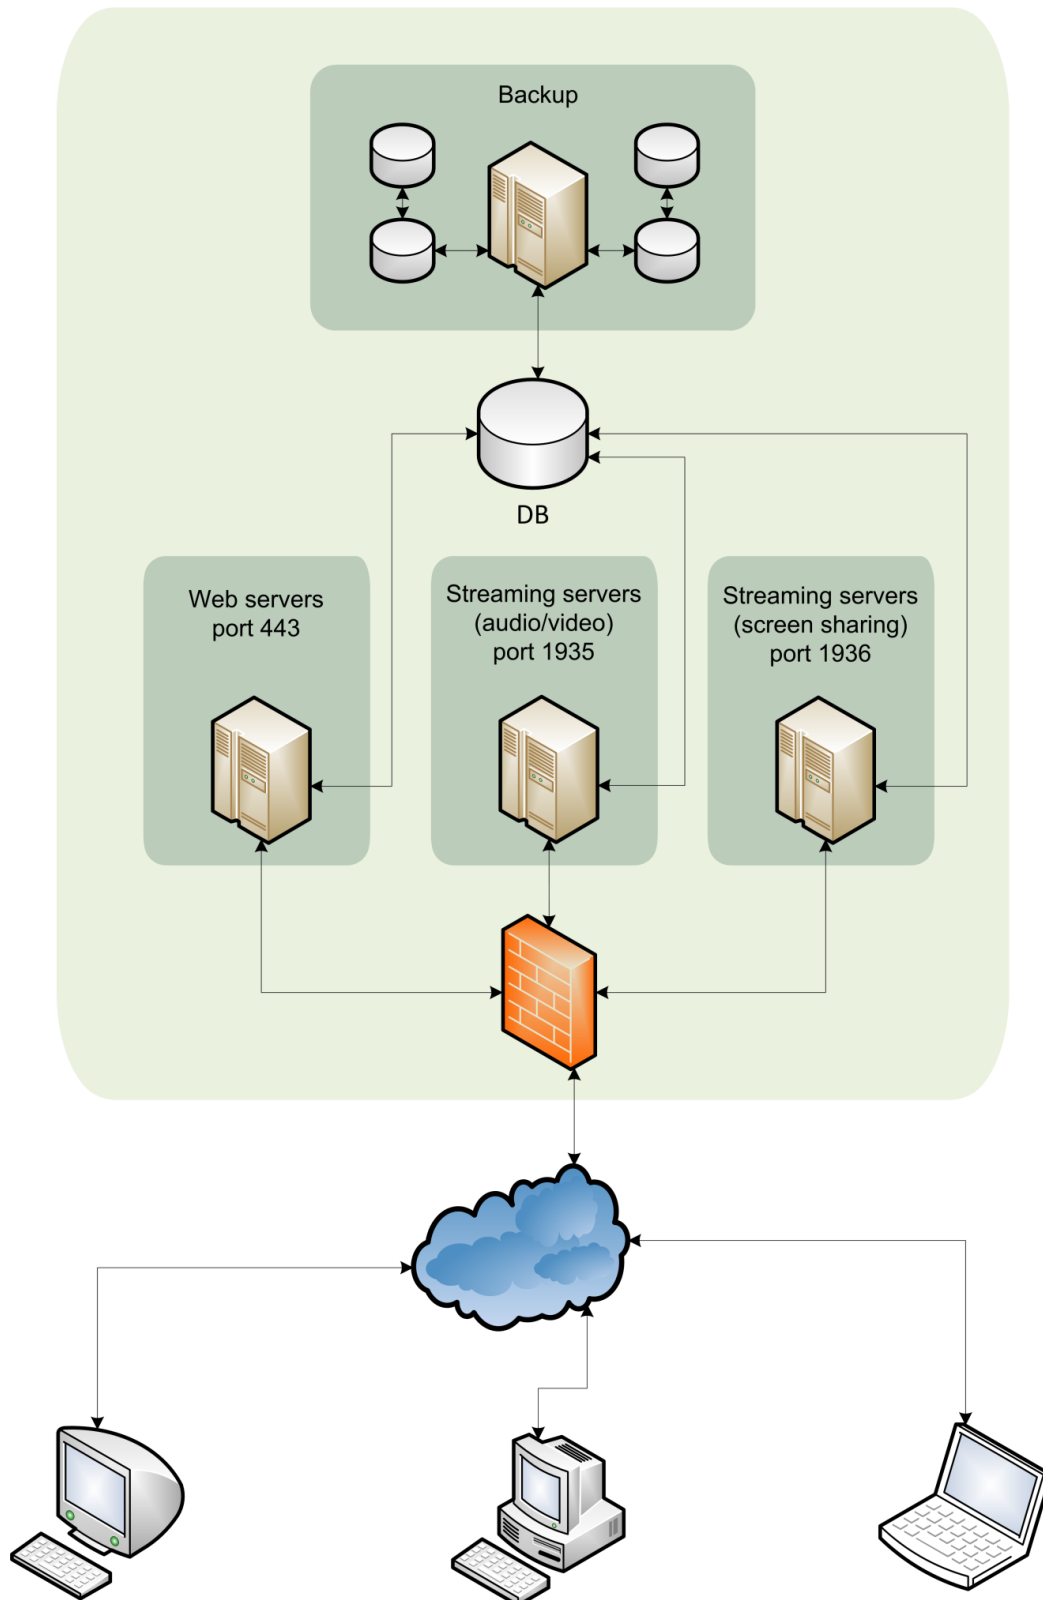 Backup
DB
Web servers
port 443
Streaming servers
(audio/video)
port 1935
Streaming servers
(screen sharing)
port 1936